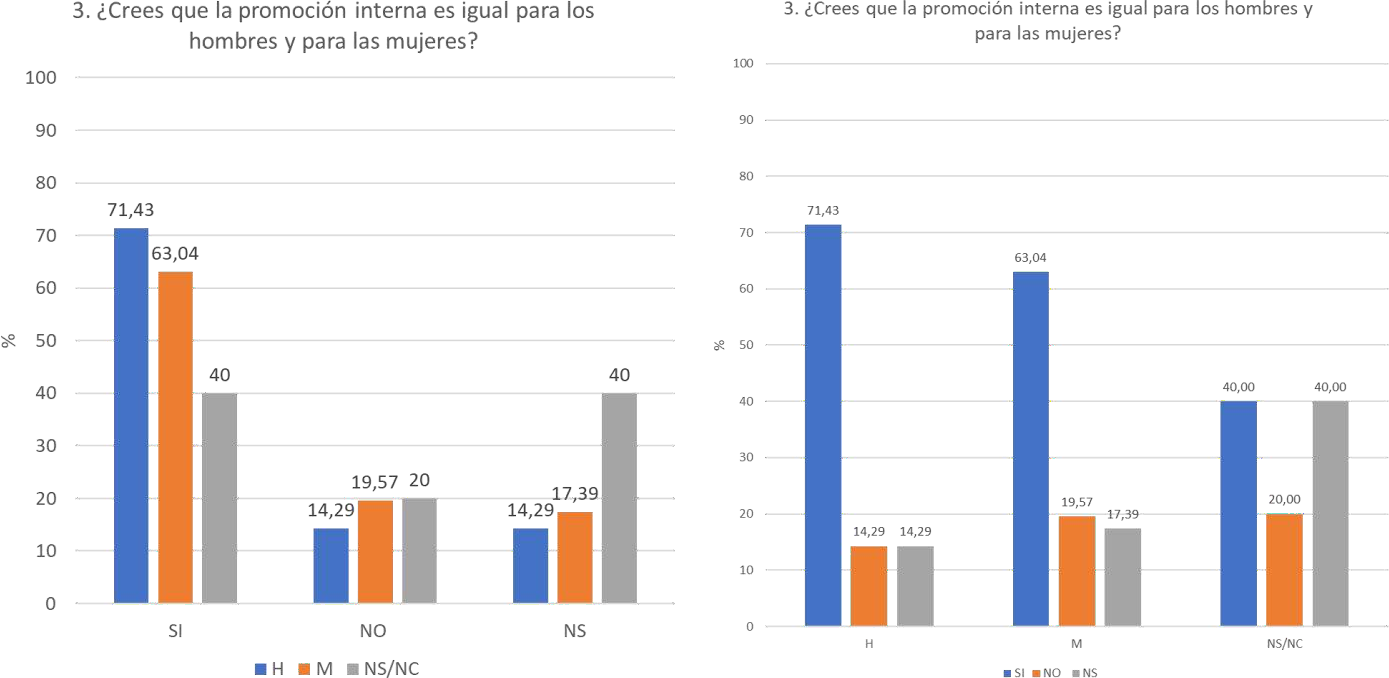 3. ¿Crees que la promoción interna es igual para los
hombres y para las mujeres?
100
90
80
70
60
50
40
30
20
10
0
%
71,43
63,04
40
14,29
19,57
20
14,29
17,39
40
SI
NO
NS
H
M
NS/NC
3. ¿Crees que la promoción interna es igual para los hombres y
para las mujeres?
100
90
80
70
60
50
40
30
20
10
0
%
71,43
14,29
14,29
63,04
19,57
17,39
40,00
20,00
40,00
H
M
NS/NC
SI
NO
NS